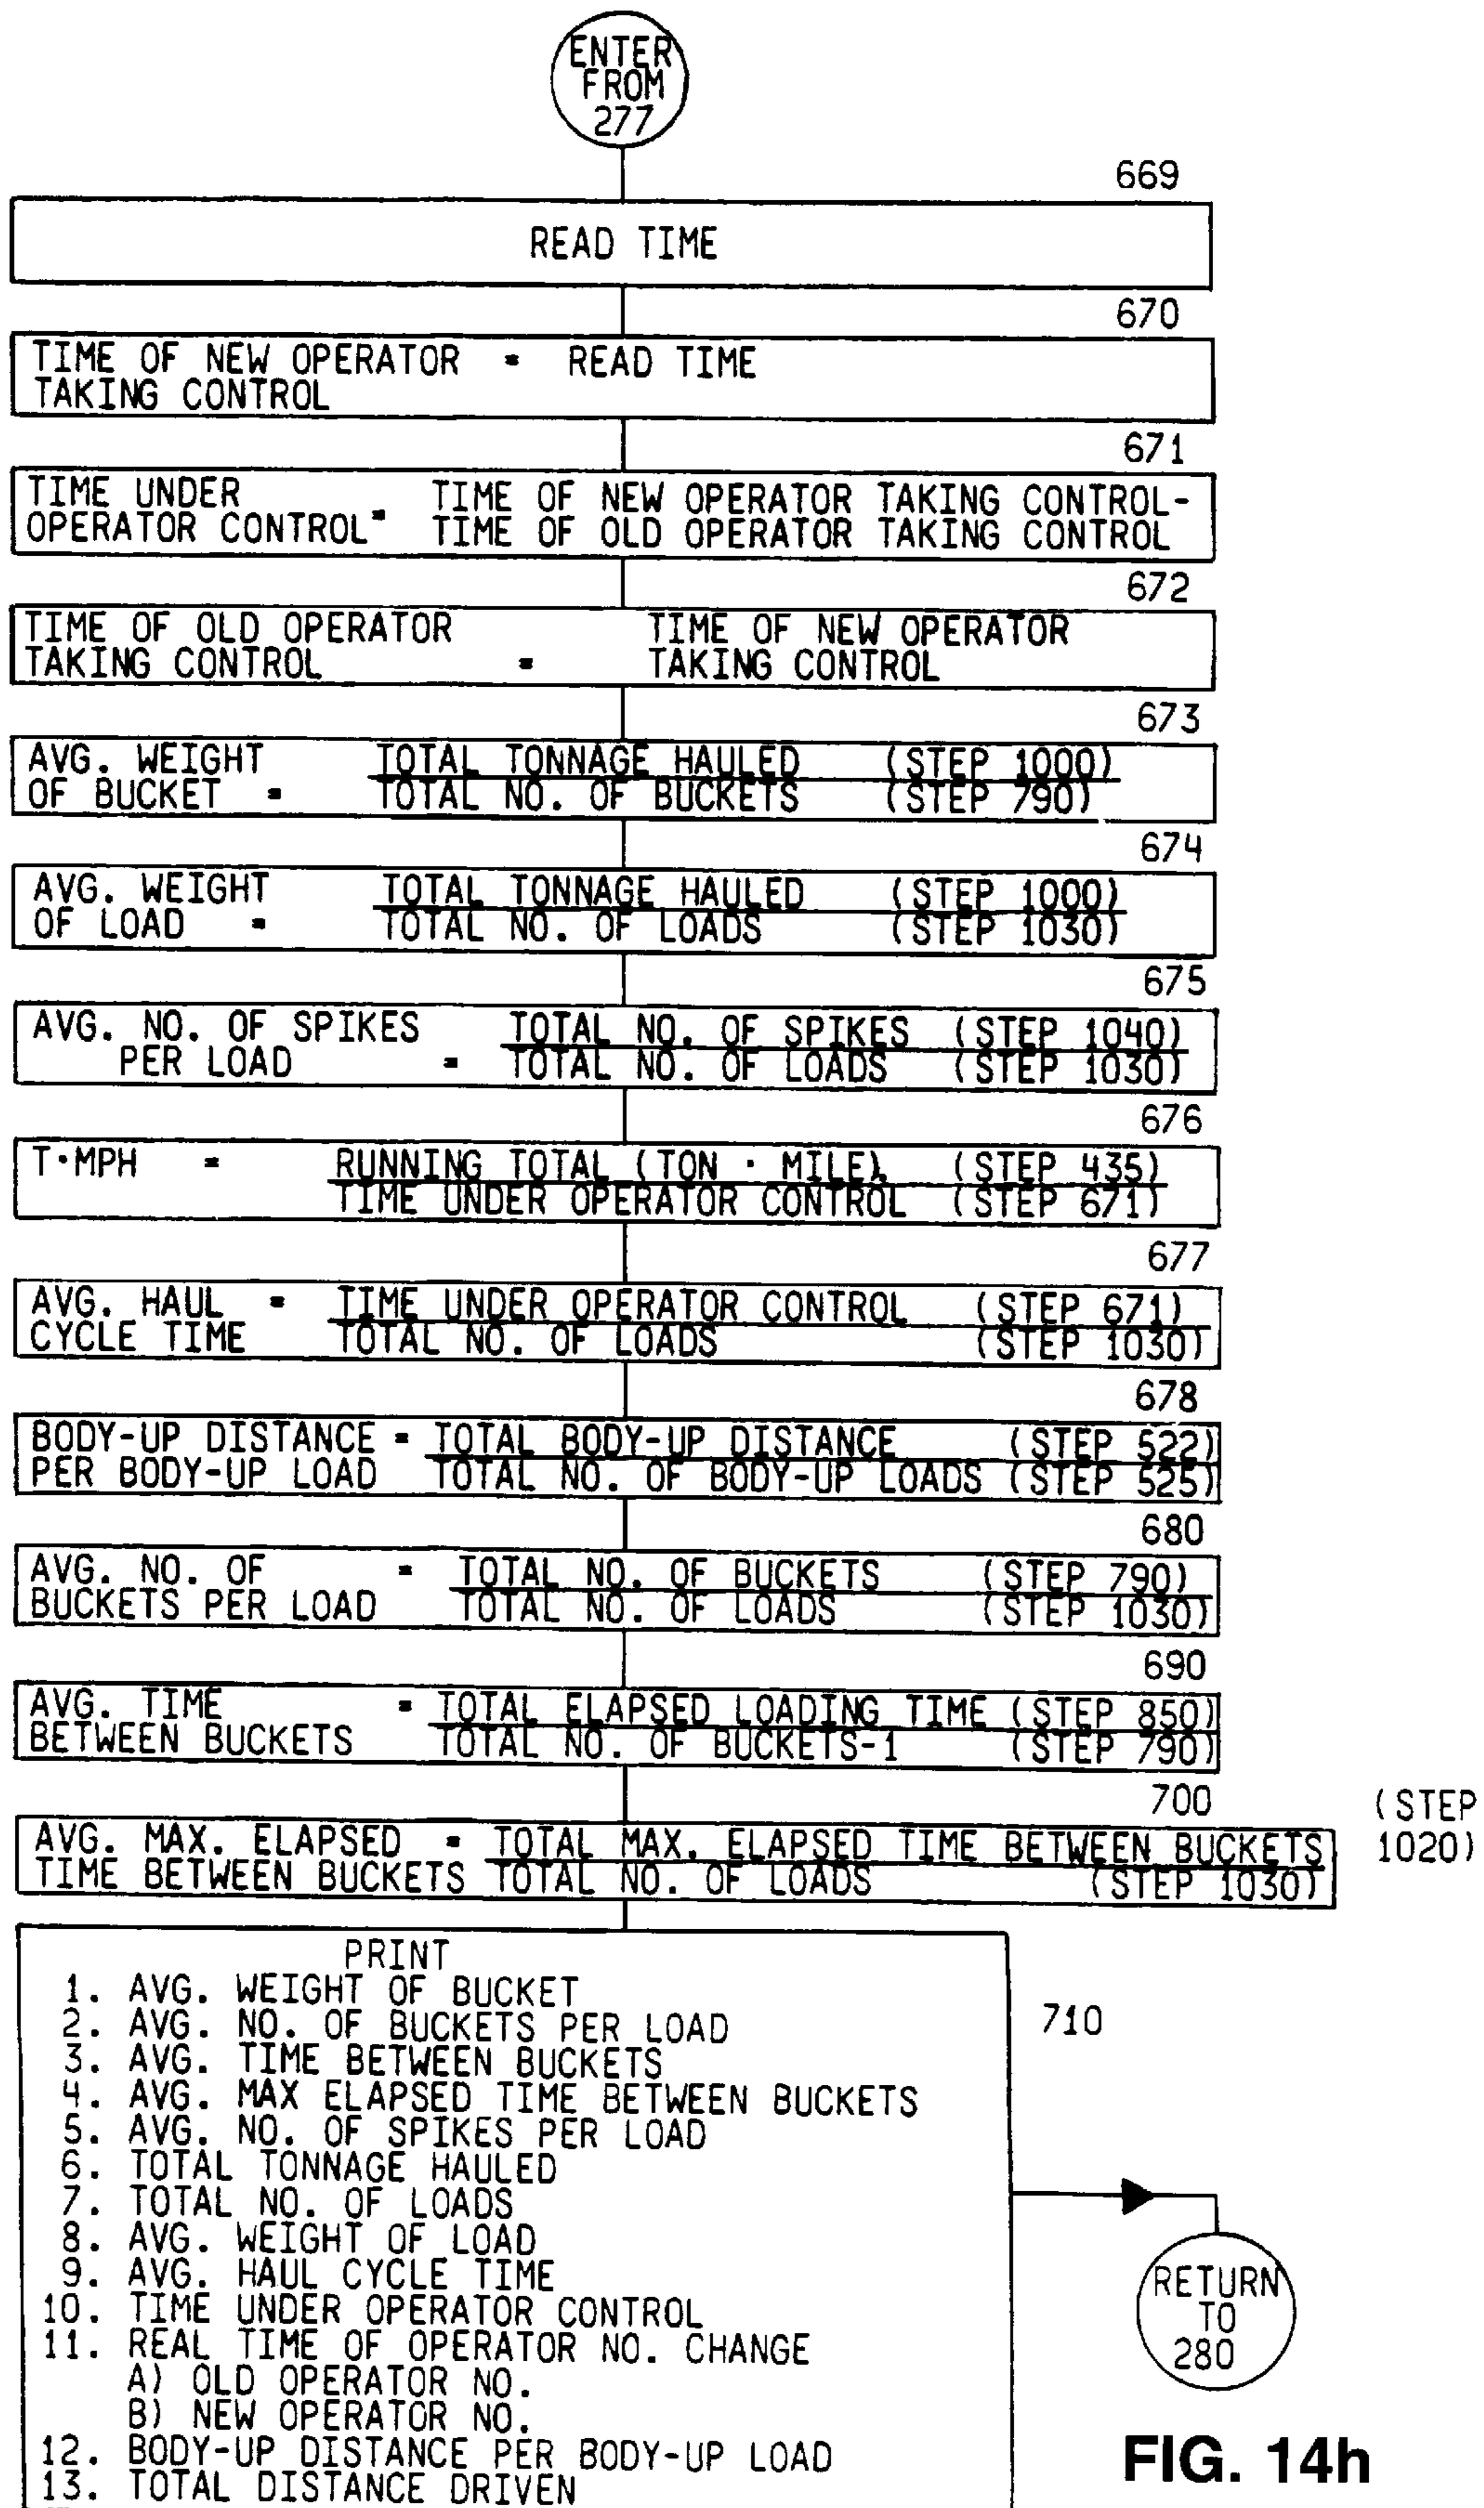 ENTER
FROM
277
669
READ TIME
670
TIME OF NEW OPERATOR = READ TIME
TAKING CONTROL
671
TIME UNDER TIME OF NEW OPERATOR TAKING CONTROL-
OPERATOR CONTROL = TIME OF OLD OPERATOR TAKING CONTROL
672
TIME OF OLD OPERATOR TIME OF NEW OPERATOR
TAKING CONTROL = TAKING CONTROL
673
AVG. WEIGHT TOTAL TONNAGE HAULED (STEP 1000)
OF BUCKET = TOTAL NO. OF BUCKETS (STEP 790)
674
AVG. WEIGHT TOTAL TONNAGE HAULED (STEP 1000)
OF LOAD = TOTAL NO. OF LOADS (STEP 1030)
675
AVG. NO. OF SPIKES TOTAL NO. OF SPIKES (STEP 1040)
PER LOAD = TOTAL NO. OF LOADS (STEP 1030)
676
T·MPH = RUNNING TOTAL (TON · MILE) (STEP 435)
TIME UNDER OPERATOR CONTROL (STEP 671)
677
AVG. HAUL = TIME UNDER OPERATOR CONTROL (STEP 671)
CYCLE TIME TOTAL NO. OF LOADS (STEP 1030)
678
BODY-UP DISTANCE = TOTAL BODY-UP DISTANCE (STEP 522)
PER BODY-UP LOAD TOTAL NO. OF BODY-UP LOADS (STEP 525)
680
AVG. NO. OF = TOTAL NO. OF BUCKETS (STEP 790)
BUCKETS PER LOAD TOTAL NO. OF LOADS (STEP 1030)
690
AVG. TIME = TOTAL ELAPSED LOADING TIME (STEP 850)
BETWEEN BUCKETS TOTAL NO. OF BUCKETS-1 (STEP 790)
700 (STEP
AVG. MAX. ELAPSED = TOTAL MAX. ELAPSED TIME BETWEEN BUCKETS 1020)
TIME BETWEEN BUCKETS TOTAL NO. OF LOADS (STEP 1030)
PRINT
1. AVG. WEIGHT OF BUCKET
710
2. AVG. NO. OF BUCKETS PER LOAD
3. AVG. TIME BETWEEN BUCKETS
4. AVG. MAX ELAPSED TIME BETWEEN BUCKETS
5. AVG. NO. OF SPIKES PER LOAD
6. TOTAL TONNAGE HAULED
7. TOTAL NO. OF LOADS
8. AVG. WEIGHT OF LOAD
9. AVG. HAUL CYCLE TIME
10. TIME UNDER OPERATOR CONTROL
11. REAL TIME OF OPERATOR NO. CHANGE
A) OLD OPERATOR NO.
B) NEW OPERATOR NO.
12. BODY-UP DISTANCE PER BODY-UP LOAD
13. TOTAL DISTANCE DRIVEN
RETURN
TO
280
FIG. 14h